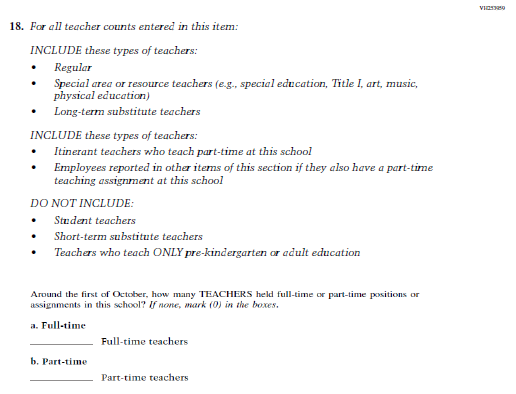 18. For all teacher counts entered in this item:
INCLUDE these types of teachers:
• Regular
• Special area or resource teachers (e.g., special education, Title I, art, music,
physical education)
• Long-term substitute teachers
INCLUDE these types of teachers:
• Itinerant teachers who teach part-time at this school
• Employees reported in other items of this section if they also have a part-time
teaching assignment at this school
DO NOT INCLUDE:
• Student teachers
• Short-term substitute teachers
• Teachers who teach ONLY pre-kindergarten or adult education
Around the first of October, how many TEACHERS held full-time or part-time positions or
assignments in this school? If none, mark (0) in the boxes.
a. Full-time
Full-time teachers
b. Part-time
Part-time teachers